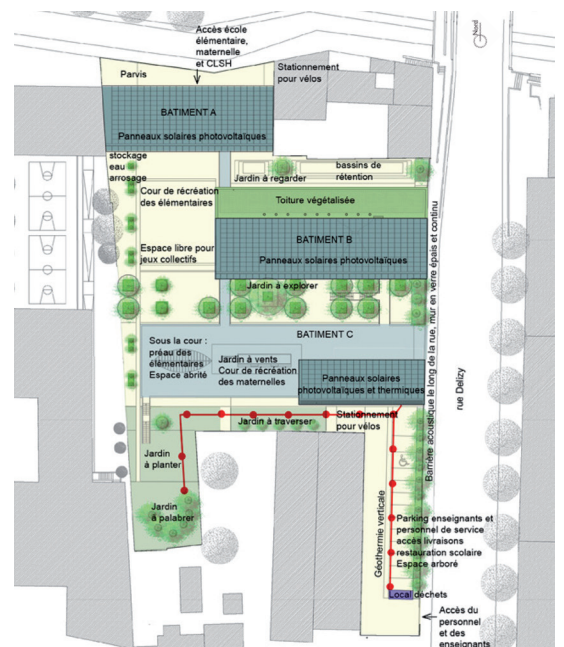 Accès école
élémentaire,
maternelle
et CLSH
Nord
Parvis
Stationnement
pour vélos
BATIMENT A
Panneaux solaires photovoltaïques
stockage
eau
arrosage
bassins de
rétention
Jardin à regarder
Cour de récréation
des élémentaires
Toiture végétalisée
Espace libre pour
jeux collectifs
BATIMENT B
Panneaux solaires photovoltaïques
Jardin à explorer
Barrière acoustique le long de la rue, mur en verre épais et continu
rue Delizy
BATIMENT C
Sous la cour :
préau des
élémentaires
Espace abrité
Jardin à vents
Cour de récréation
des maternelles
Panneaux solaires
photovoltaïques et thermiques
Stationnement
pour vélos
Jardin à traverser
Jardin
à planter
Jardin
à palabrer
Géothermie verticale
Parking enseignants et
personnel de service
accès livraisons
restauration scolaire
Espace arboré
Local déchets
Accès du
personnel
et des
enseignants